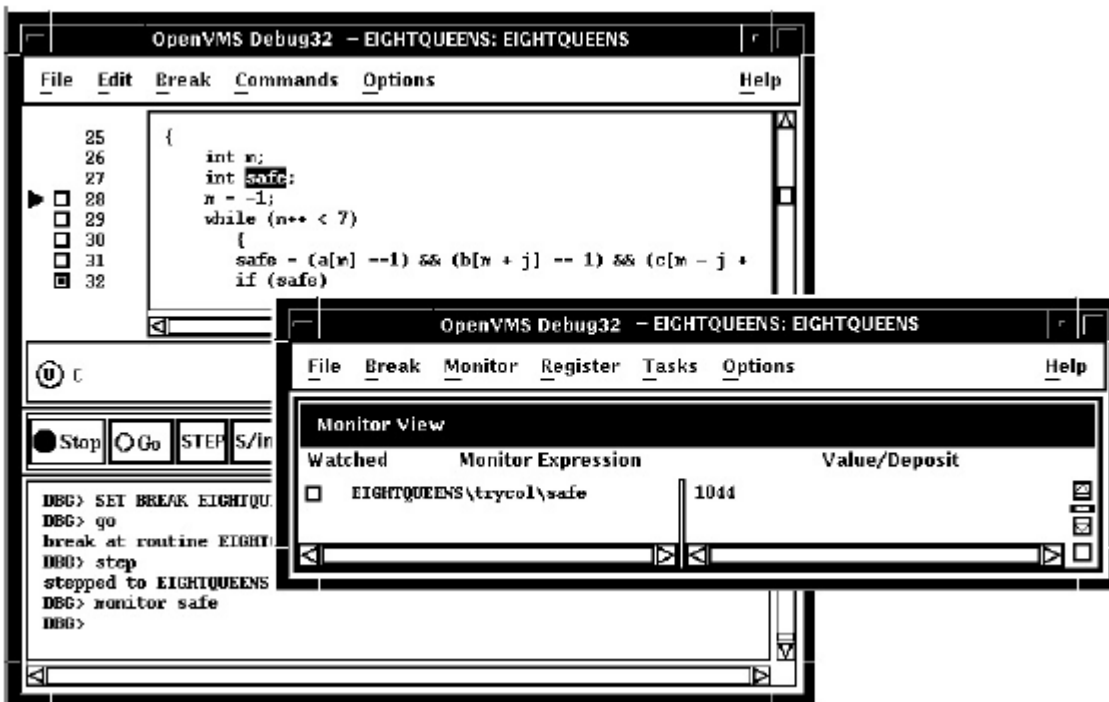 OpenVMS Debug32 – EIGHTQUEENS: EIGHTQUEENS
File Edit Break Commands Options Help
25 {
26 int m;
27 int safe;
28 m = -1;
29 while (m++ < 7)
30 {
31 safe = (a[m] ==1) && (b[m + j] == 1) && (c[m - j +
32 if (safe)
C
Stop Go STEP S/in
DBG> SET BREAK EIGHTQU
DBG> go
break at routine EIGHT
DBG> step
stepped to EIGHTQUEENS
DBG> monitor safe
DBG>
OpenVMS Debug32 – EIGHTQUEENS: EIGHTQUEENS
File Break Monitor Register Tasks Options Help
Monitor View
Watched Monitor Expression Value/Deposit
EIGHTQUEENS\trycol\safe 1044